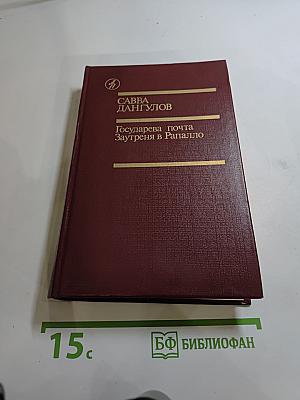 САВВА
ДАНГУЛОВ
Государева почта
Заутреня в Рапалло
15с
БФ БИБЛИОФАН